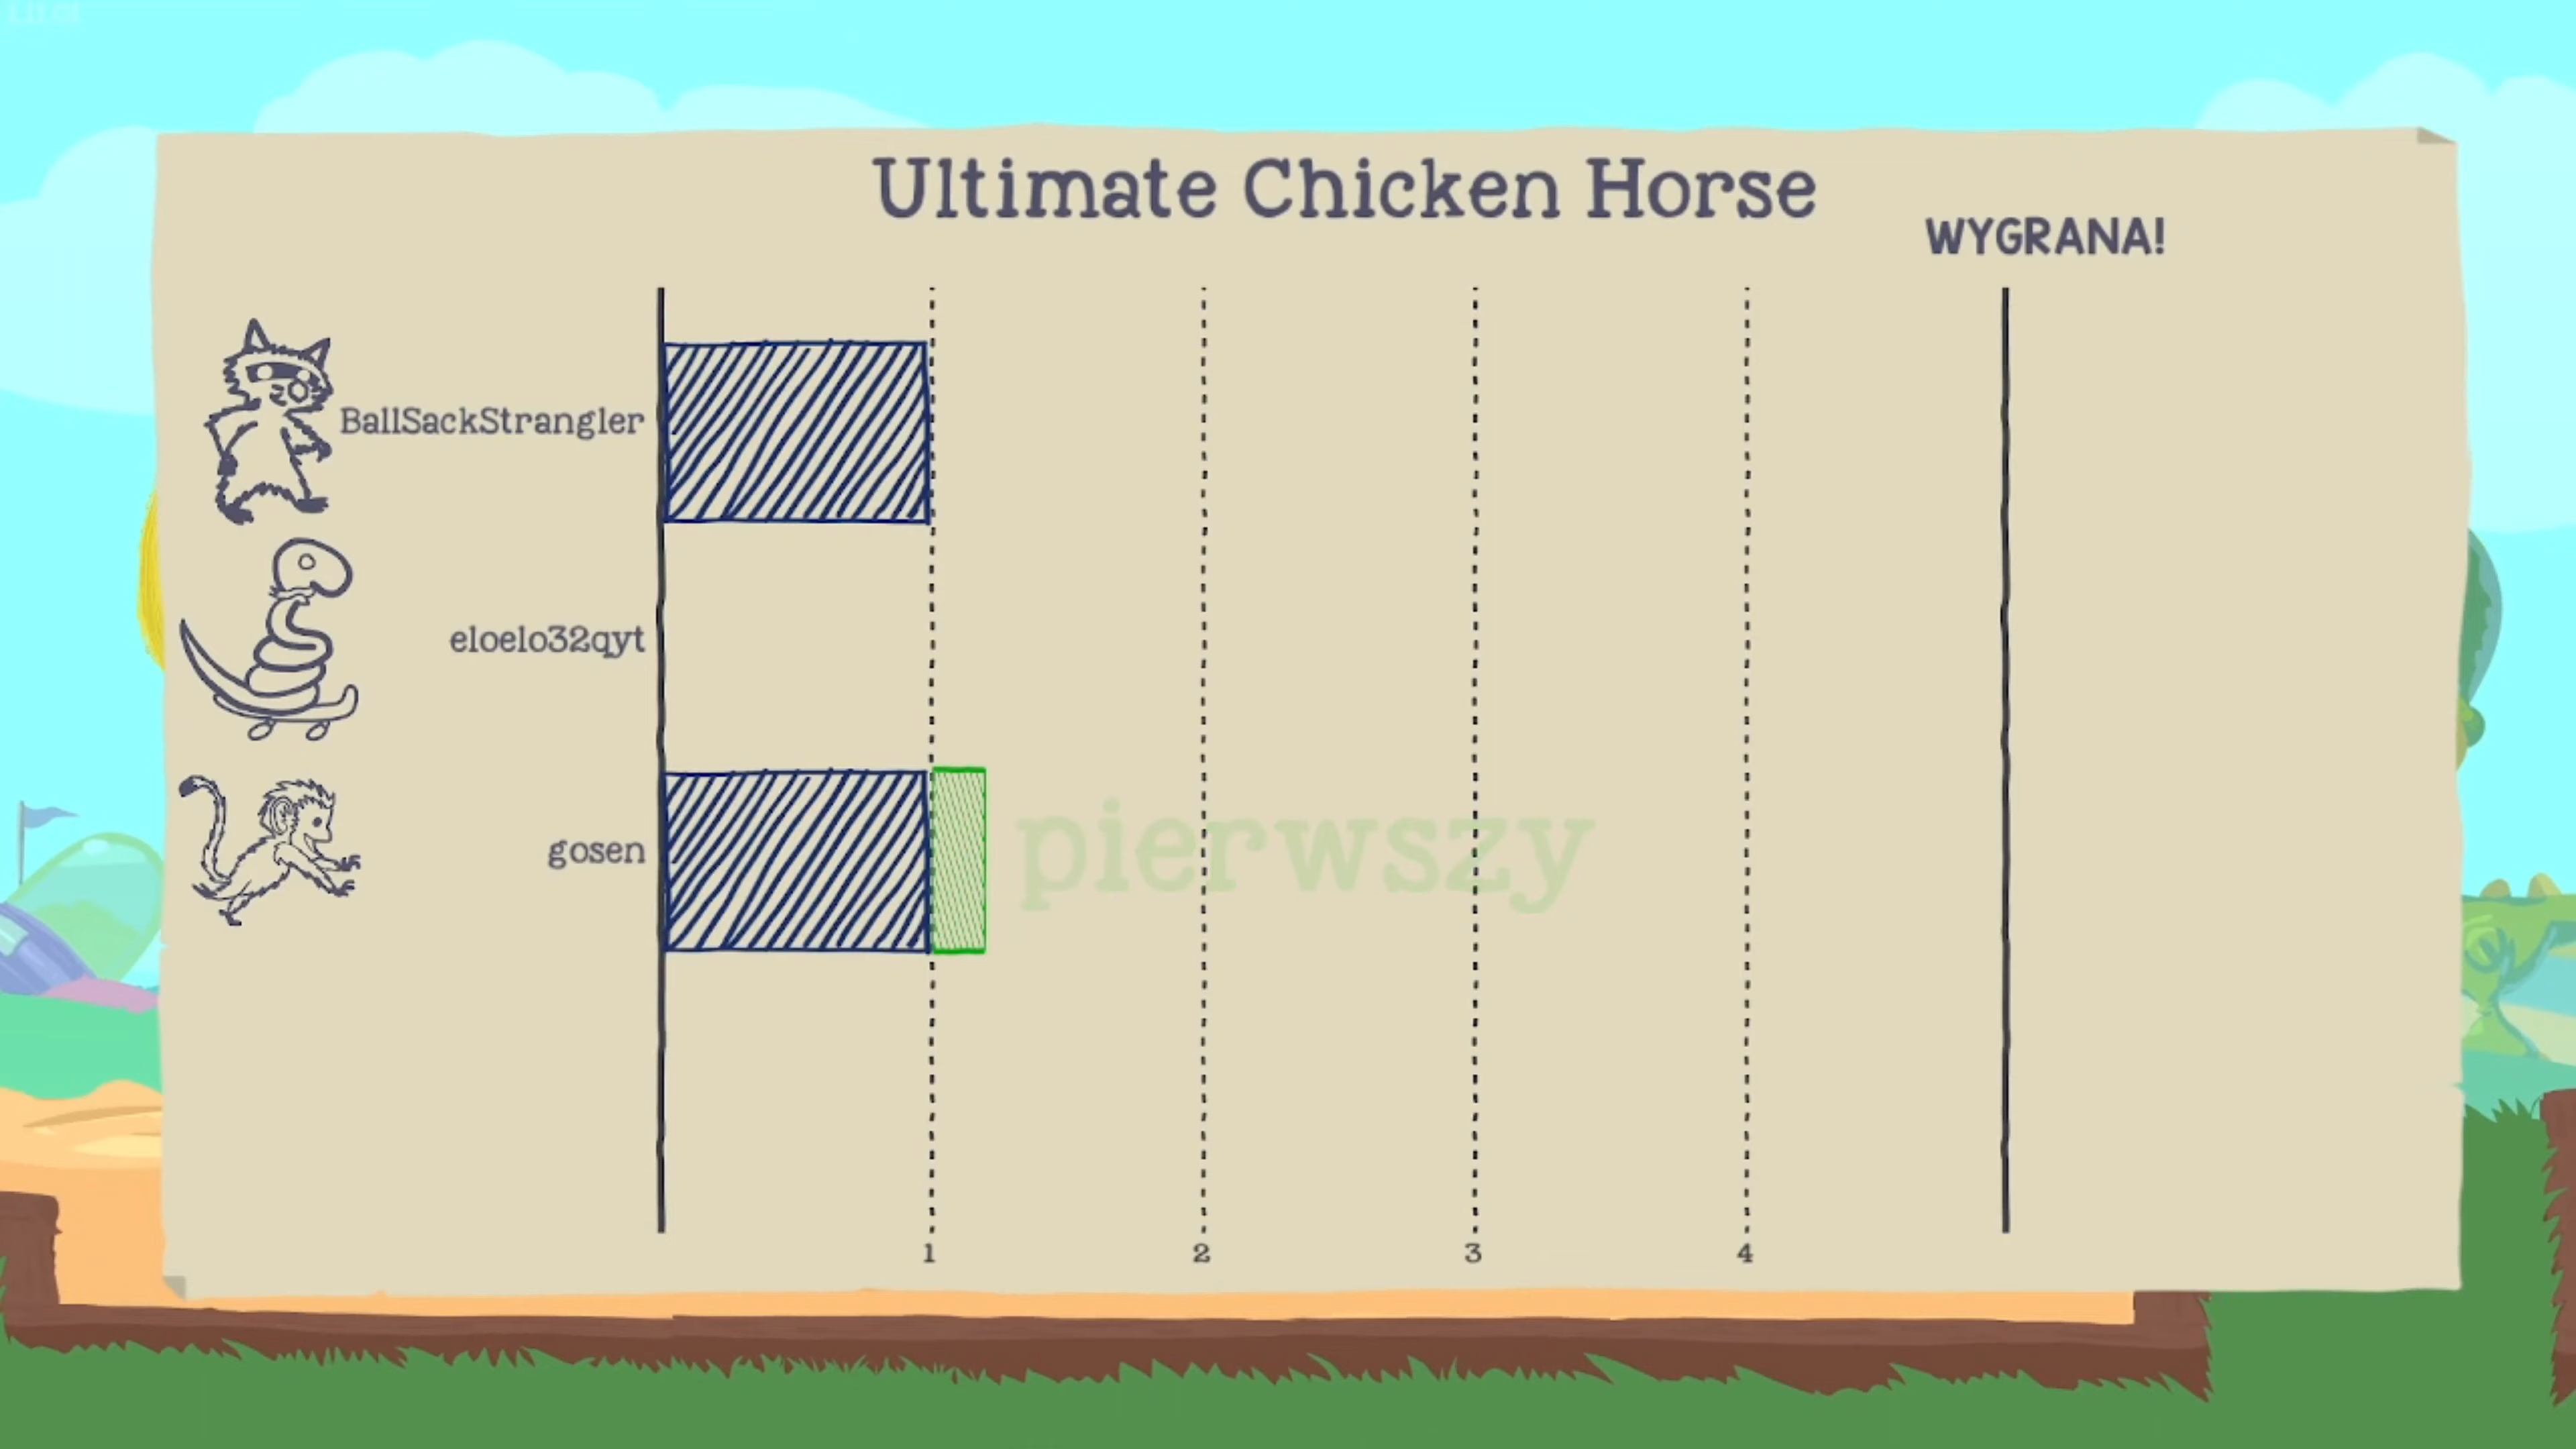 Ultimate Chicken Horse
WYGRANA!
BallSackStrangler
eloelo32qyt
gosen
pierwszy
1 2 3 4